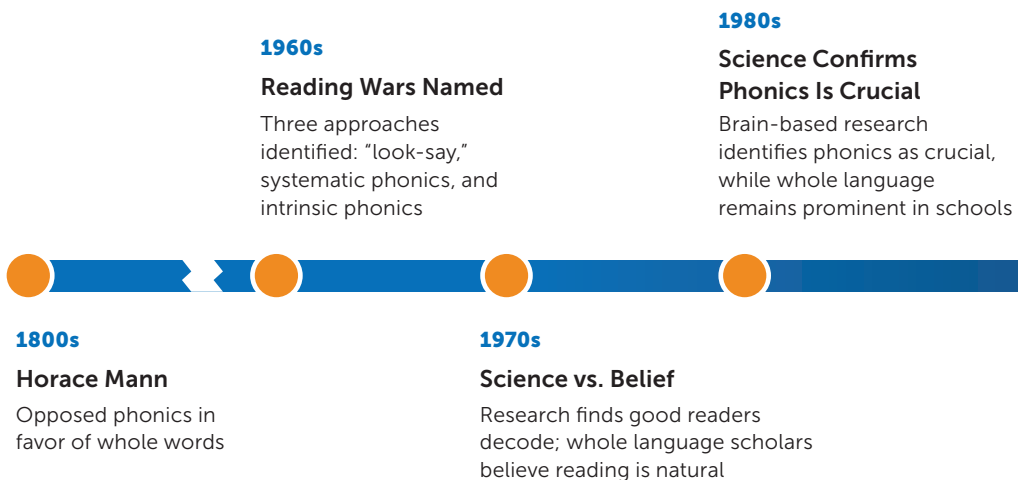 1960s
Reading Wars Named
Three approaches
identified: “look-say,”
systematic phonics, and
intrinsic phonics
1980s
Science Confirms
Phonics Is Crucial
Brain-based research
identifies phonics as crucial,
while whole language
remains prominent in schools
1800s
Horace Mann
Opposed phonics in
favor of whole words
1970s
Science vs. Belief
Research finds good readers
decode; whole language scholars
believe reading is natural